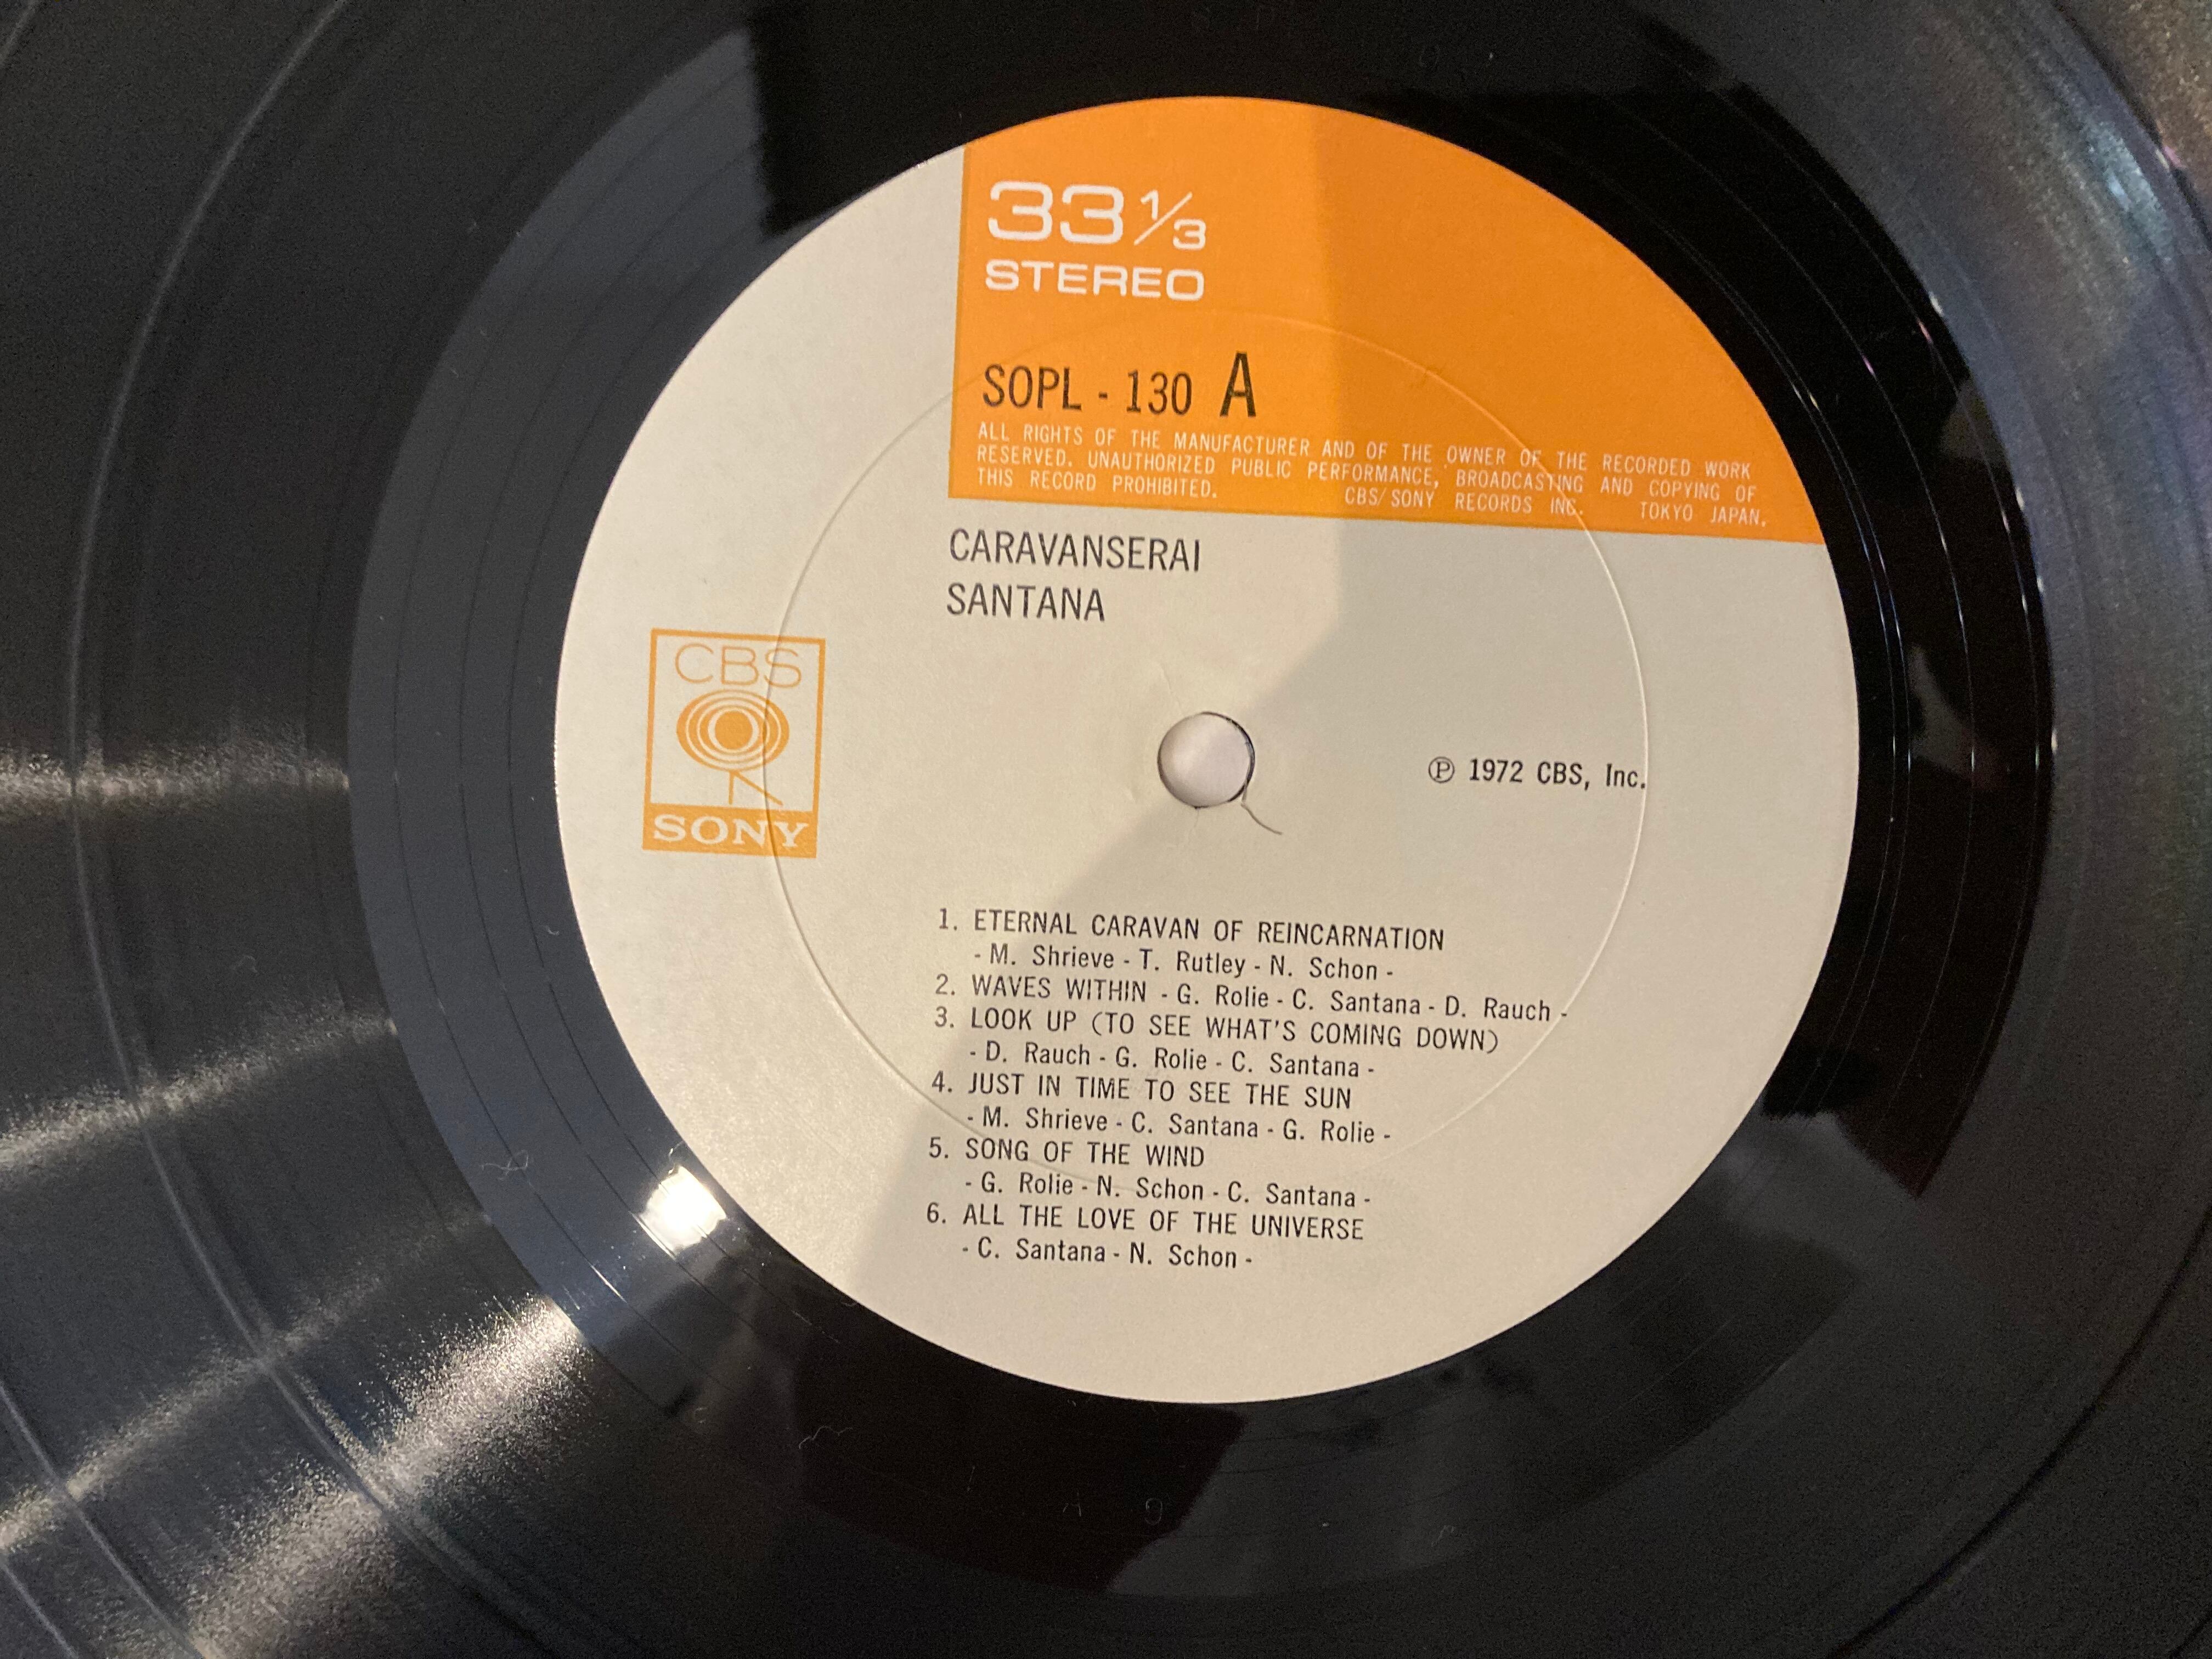 33 1/3
STEREO
SOPL - 130 A
ALL RIGHTS OF THE MANUFACTURER AND OF THE OWNER OF THE RECORDED WORK
RESERVED. UNAUTHORIZED PUBLIC PERFORMANCE, BROADCASTING AND COPYING OF
THIS RECORD PROHIBITED. CBS/SONY RECORDS INC. TOKYO JAPAN.
CARAVANSERAI
SANTANA
CBS
SONY
℗ 1972 CBS, Inc.
1. ETERNAL CARAVAN OF REINCARNATION
- M. Shrieve - T. Rutley - N. Schon -
2. WAVES WITHIN - G. Rolie - C. Santana - D. Rauch -
3. LOOK UP (TO SEE WHAT'S COMING DOWN)
- D. Rauch - G. Rolie - C. Santana -
4. JUST IN TIME TO SEE THE SUN
- M. Shrieve - C. Santana - G. Rolie -
5. SONG OF THE WIND
- G. Rolie - N. Schon - C. Santana -
6. ALL THE LOVE OF THE UNIVERSE
- C. Santana - N. Schon -